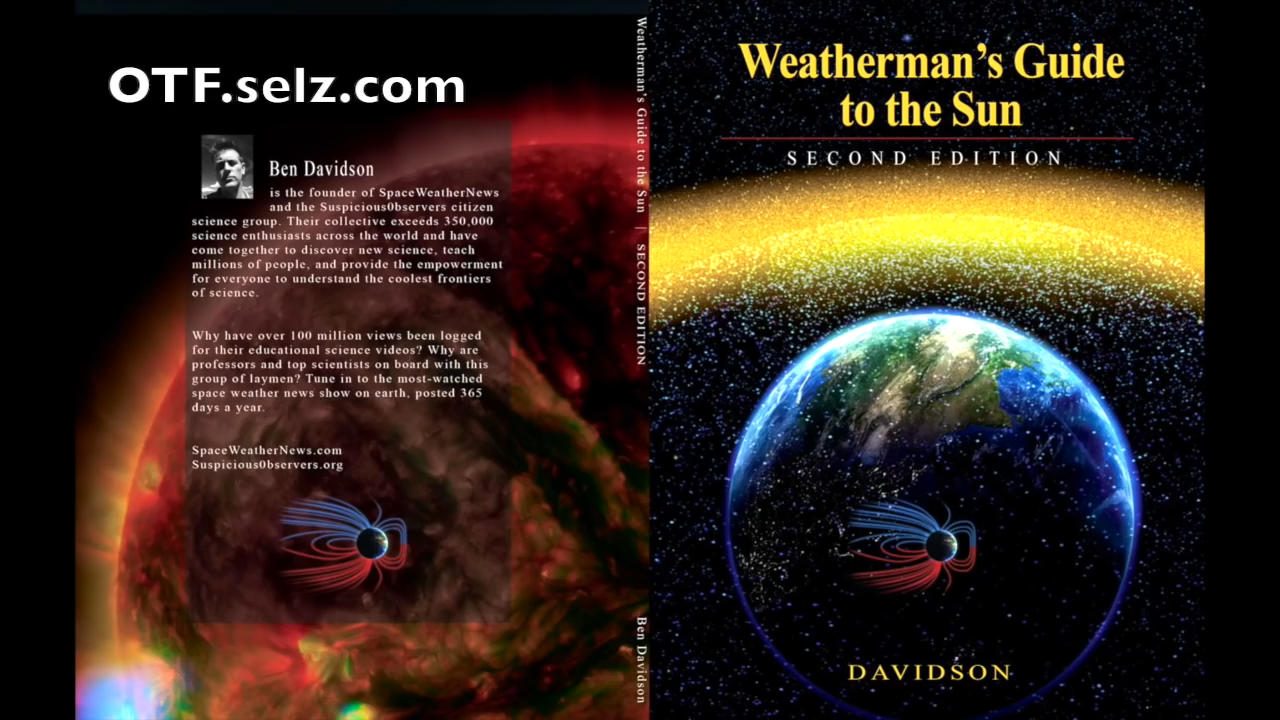 OTF.selz.com
Ben Davidson
is the founder of SpaceWeatherNews
and the Suspicious0bservers citizen
science group. Their collective exceeds 350,000
science enthusiasts across the world and have
come together to discover new science, teach
millions of people, and provide the empowerment
for everyone to understand the coolest frontiers
of science.
Why have over 100 million views been logged
for their educational science videos? Why are
professors and top scientists on board with this
group of laymen? Tune in to the most-watched
space weather news show on earth, posted 365
days a year.
SpaceWeatherNews.com
Suspicious0bservers.org
Weatherman's Guide to the Sun | SECOND EDITION
Ben Davidson
Weatherman's Guide
to the Sun
SECOND EDITION
DAVIDSON